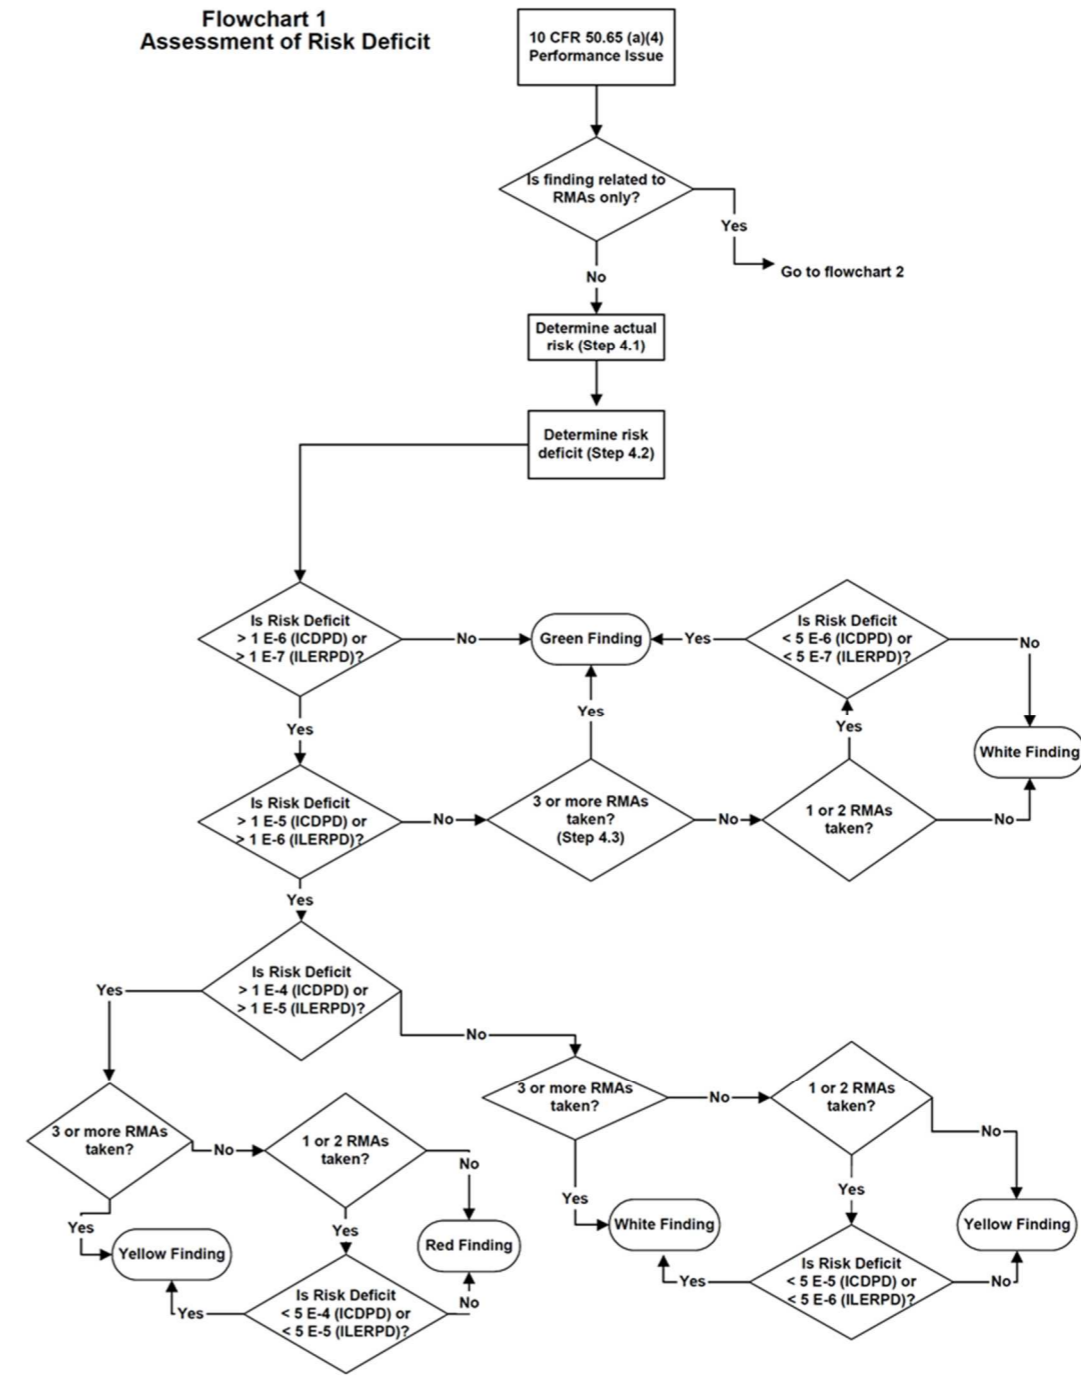 Flowchart 1
Assessment of Risk Deficit
10 CFR 50.65 (a)(4)
Performance Issue
Is finding related to
RMAs only?
Yes
Go to flowchart 2
No
Determine actual
risk (Step 4.1)
Determine risk
deficit (Step 4.2)
Is Risk Deficit
> 1 E-6 (ICDPD) or
> 1 E-7 (ILERPD)?
No
Green Finding
Yes
Is Risk Deficit
< 5 E-6 (ICDPD) or
< 5 E-7 (ILERPD)?
No
Yes
Yes
Yes
White Finding
Is Risk Deficit
> 1 E-5 (ICDPD) or
> 1 E-6 (ILERPD)?
No
3 or more RMAs
taken?
(Step 4.3)
No
1 or 2 RMAs
taken?
No
Yes
Is Risk Deficit
> 1 E-4 (ICDPD) or
> 1 E-5 (ILERPD)?
Yes
No
3 or more RMAs
taken?
No
1 or 2 RMAs
taken?
No
3 or more RMAs
taken?
No
1 or 2 RMAs
taken?
No
Yes
Yes
Yes
Yes
Yellow Finding
Red Finding
White Finding
Yellow Finding
Is Risk Deficit
< 5 E-4 (ICDPD) or
< 5 E-5 (ILERPD)?
Yes
No
Is Risk Deficit
< 5 E-5 (ICDPD) or
< 5 E-6 (ILERPD)?
Yes
No